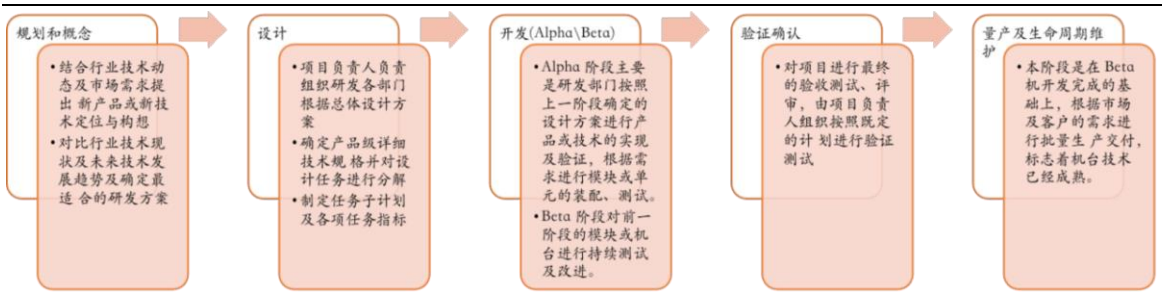 规划和概念
•结合行业技术动
态及市场需求提
出 新产品或新技
术定位与构想
•对比行业技术现
状及未来技术发
展趋势及确定最
适 合的研发方案
设计
•项目负责人负责
组织研发各部门
根据总体设计方
案
•确定产品级详细
技术规 格并对设
计任务进行分解
•制定任务子计划
及各项任务指标
开发(Alpha\Beta)
•Alpha 阶段主要
是研发部门按照
上一阶段确定的
设计方案进行产
品或技术的实现
及验证，根据需
求进行模块或单
元的装配、测试。
•Beta 阶段对前一
阶段的模块或机
台进行持续测试
及改进。
验证确认
•对项目进行最终
的验收测试、评
审，由项目负责
人组织按照既定
的计 划进行验证
测试
量产及生命周期维
护
•本阶段是在 Beta
机开发完成的基
础上，根据市场
及客户的需求进
行批量生 产交付，
标志着机台技术
已经成熟。